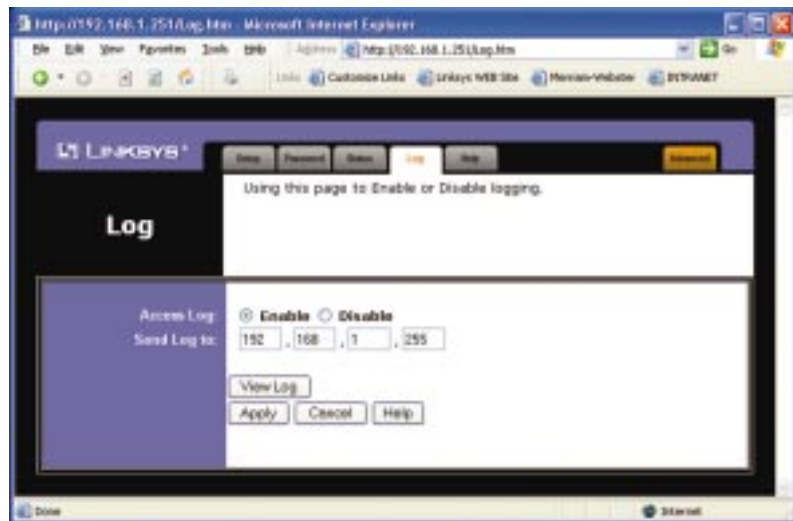 http://192.168.1.251/Log.htm - Microsoft Internet Explorer
File Edit View Favorites Tools Help Address http://192.168.1.251/Log.htm Go
Links Customize Links Linksys WEB Site Merriam-Webster INTRANET
LINKSYS®
Setup Password Status Log Help Advanced
Using this page to Enable or Disable logging.
Log
Access Log: Enable Disable
Send Log to: 192 . 168 . 1 . 255
View Log
Apply Cancel Help
Done Internet